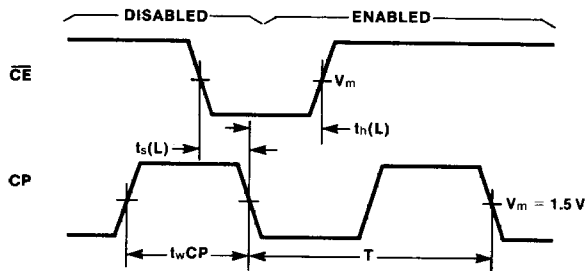 DISABLED ENABLED
CE
Vm
th(L)
ts(L)
CP
Vm = 1.5 V
twCP T